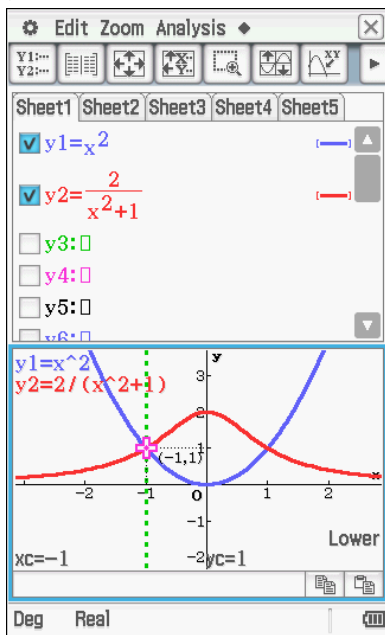 Edit Zoom Analysis ◆
Y1:… Y2:…
Sheet1 Sheet2 Sheet3 Sheet4 Sheet5
y1=x²
y2=2/(x²+1)
y3:▯
y4:▯
y5:▯
y6:▯
y1=x^2
y2=2/(x^2+1)
y
3
2
1
(-1,1)
x
-2 -1 O 1 2
-1
Lower
xc=-1 -2 yc=1
Deg Real